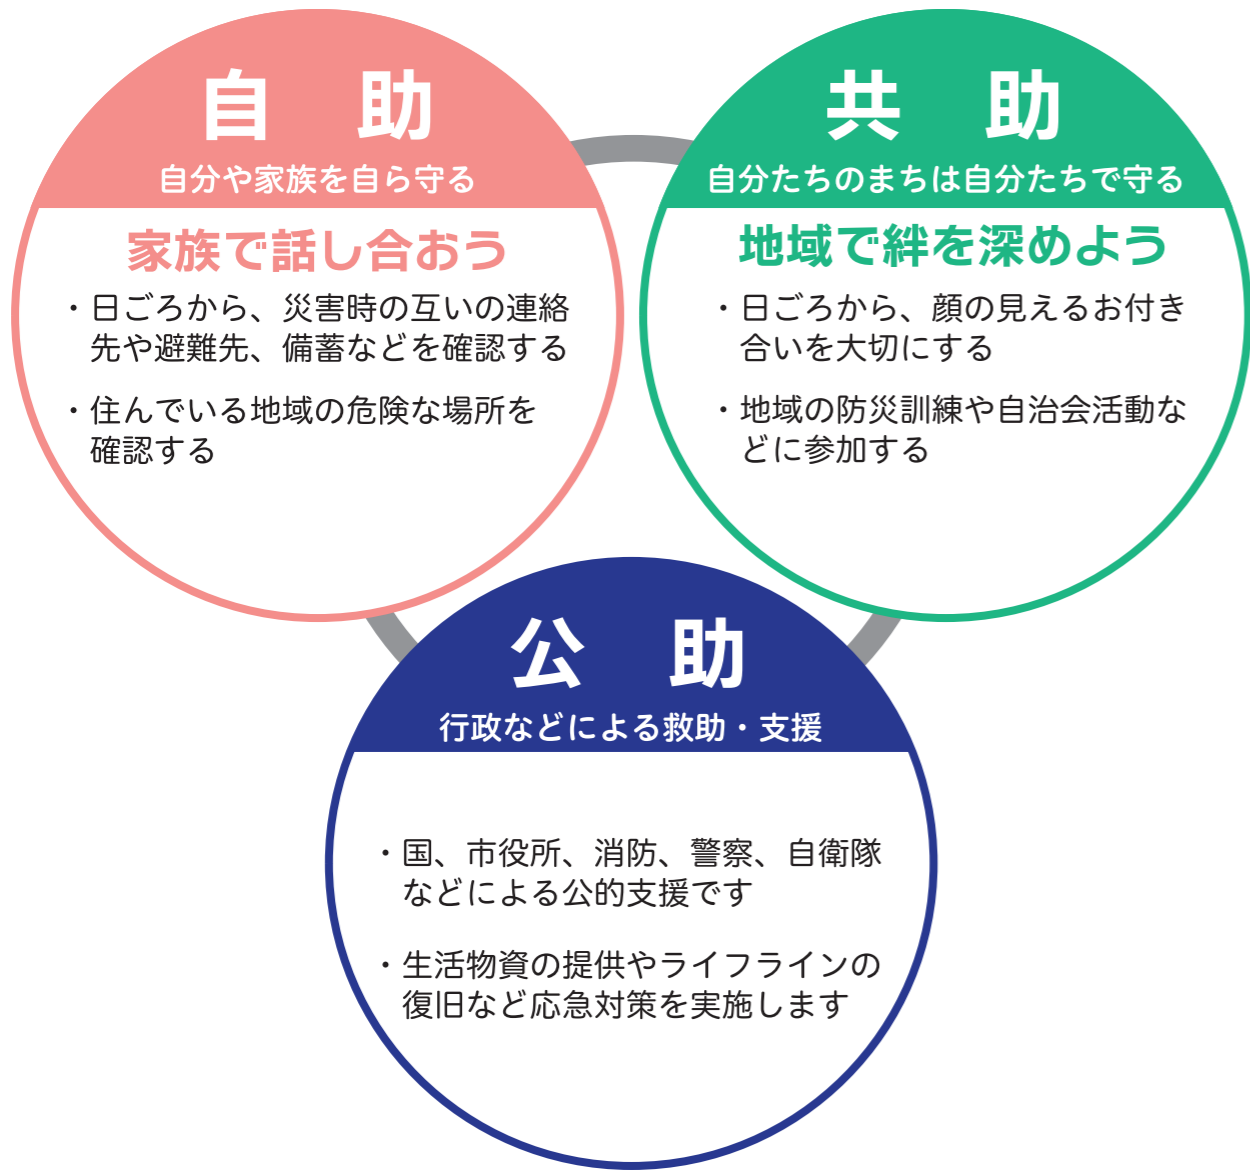 自 助
自分や家族を自ら守る
家族で話し合おう
・日ごろから、災害時の互いの連絡
先や避難先、備蓄などを確認する
・住んでいる地域の危険な場所を
確認する
共 助
自分たちのまちは自分たちで守る
地域で絆を深めよう
・日ごろから、顔の見えるお付き
合いを大切にする
・地域の防災訓練や自治会活動な
どに参加する
公 助
行政などによる救助・支援
・国、市役所、消防、警察、自衛隊
などによる公的支援です
・生活物資の提供やライフラインの
復旧など応急対策を実施します